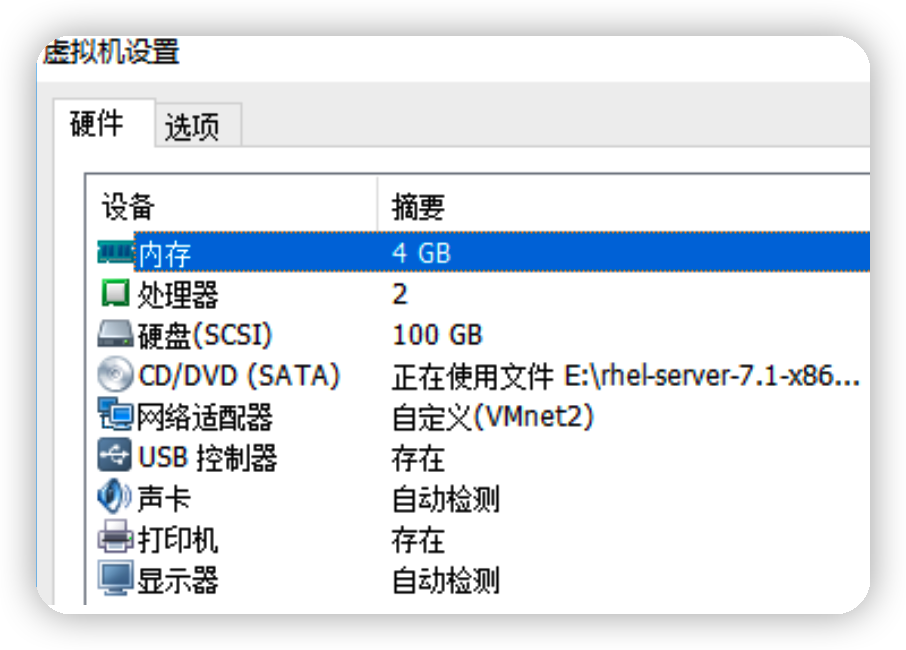 虚拟机设置
硬件 选项
设备 摘要
内存 4 GB
处理器 2
硬盘(SCSI) 100 GB
CD/DVD (SATA) 正在使用文件 E:\rhel-server-7.1-x86...
网络适配器 自定义(VMnet2)
USB 控制器 存在
声卡 自动检测
打印机 存在
显示器 自动检测